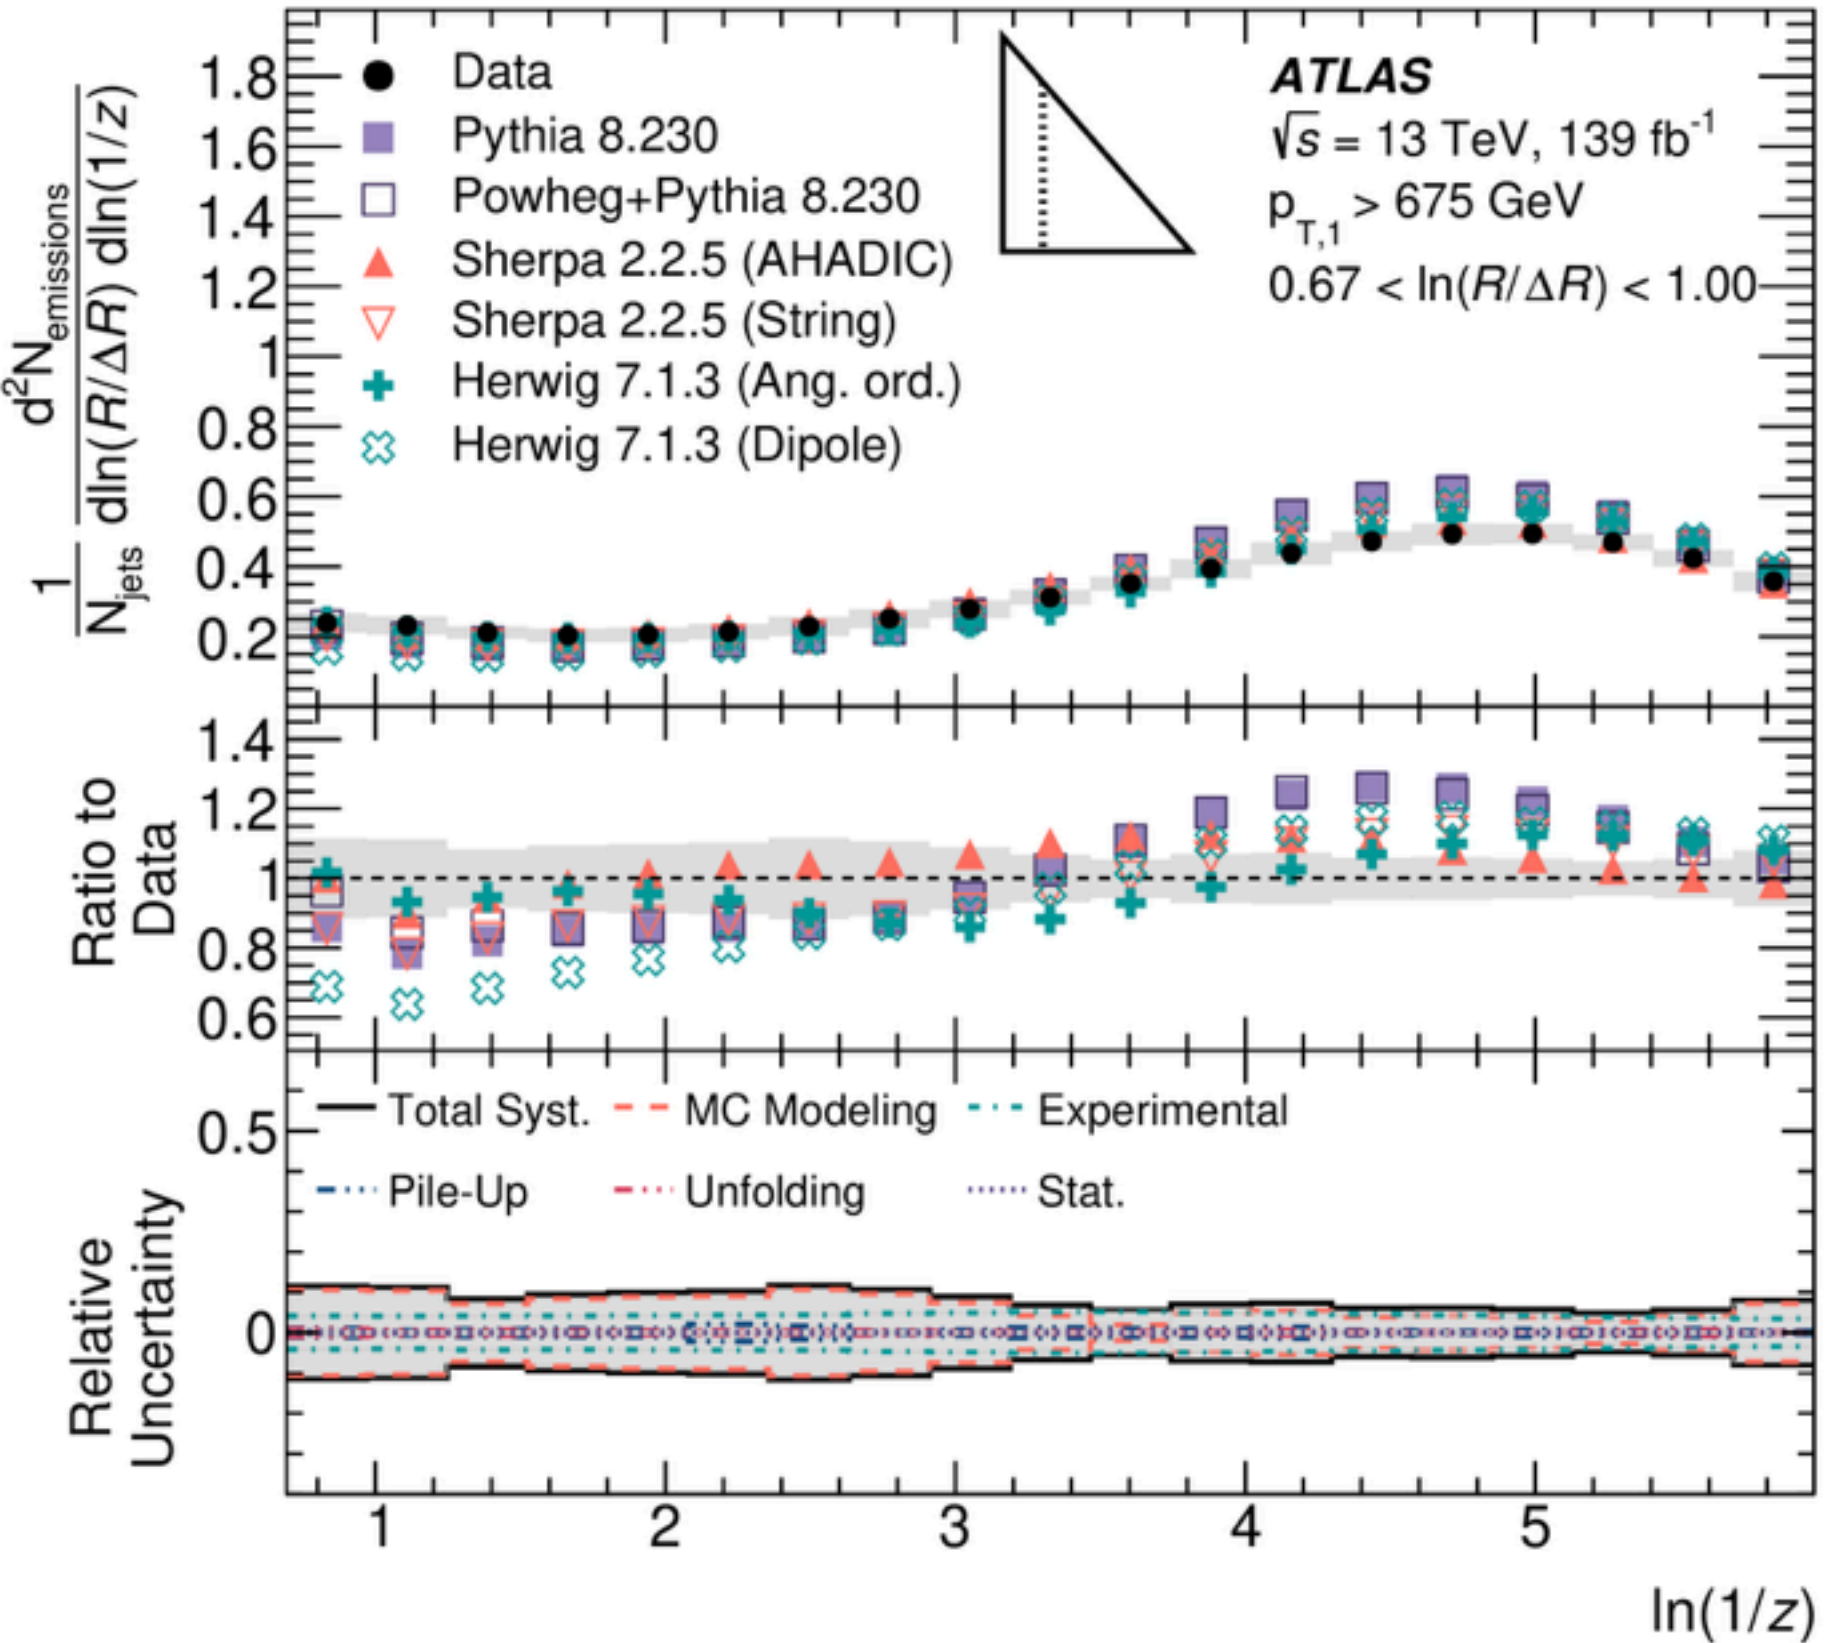 1.8
1.6
1.4
1.2
1
0.8
0.6
0.4
0.2
1
N_jets
d²N_emissions
dln(R/ΔR) dln(1/z)
Data
Pythia 8.230
Powheg+Pythia 8.230
Sherpa 2.2.5 (AHADIC)
Sherpa 2.2.5 (String)
Herwig 7.1.3 (Ang. ord.)
Herwig 7.1.3 (Dipole)
ATLAS
√s = 13 TeV, 139 fb⁻¹
p_T,1 > 675 GeV
0.67 < ln(R/ΔR) < 1.00
Ratio to
Data
1.4
1.2
1
0.8
0.6
Relative
Uncertainty
0.5
0
Total Syst. MC Modeling Experimental
Pile-Up Unfolding Stat.
1 2 3 4 5
ln(1/z)